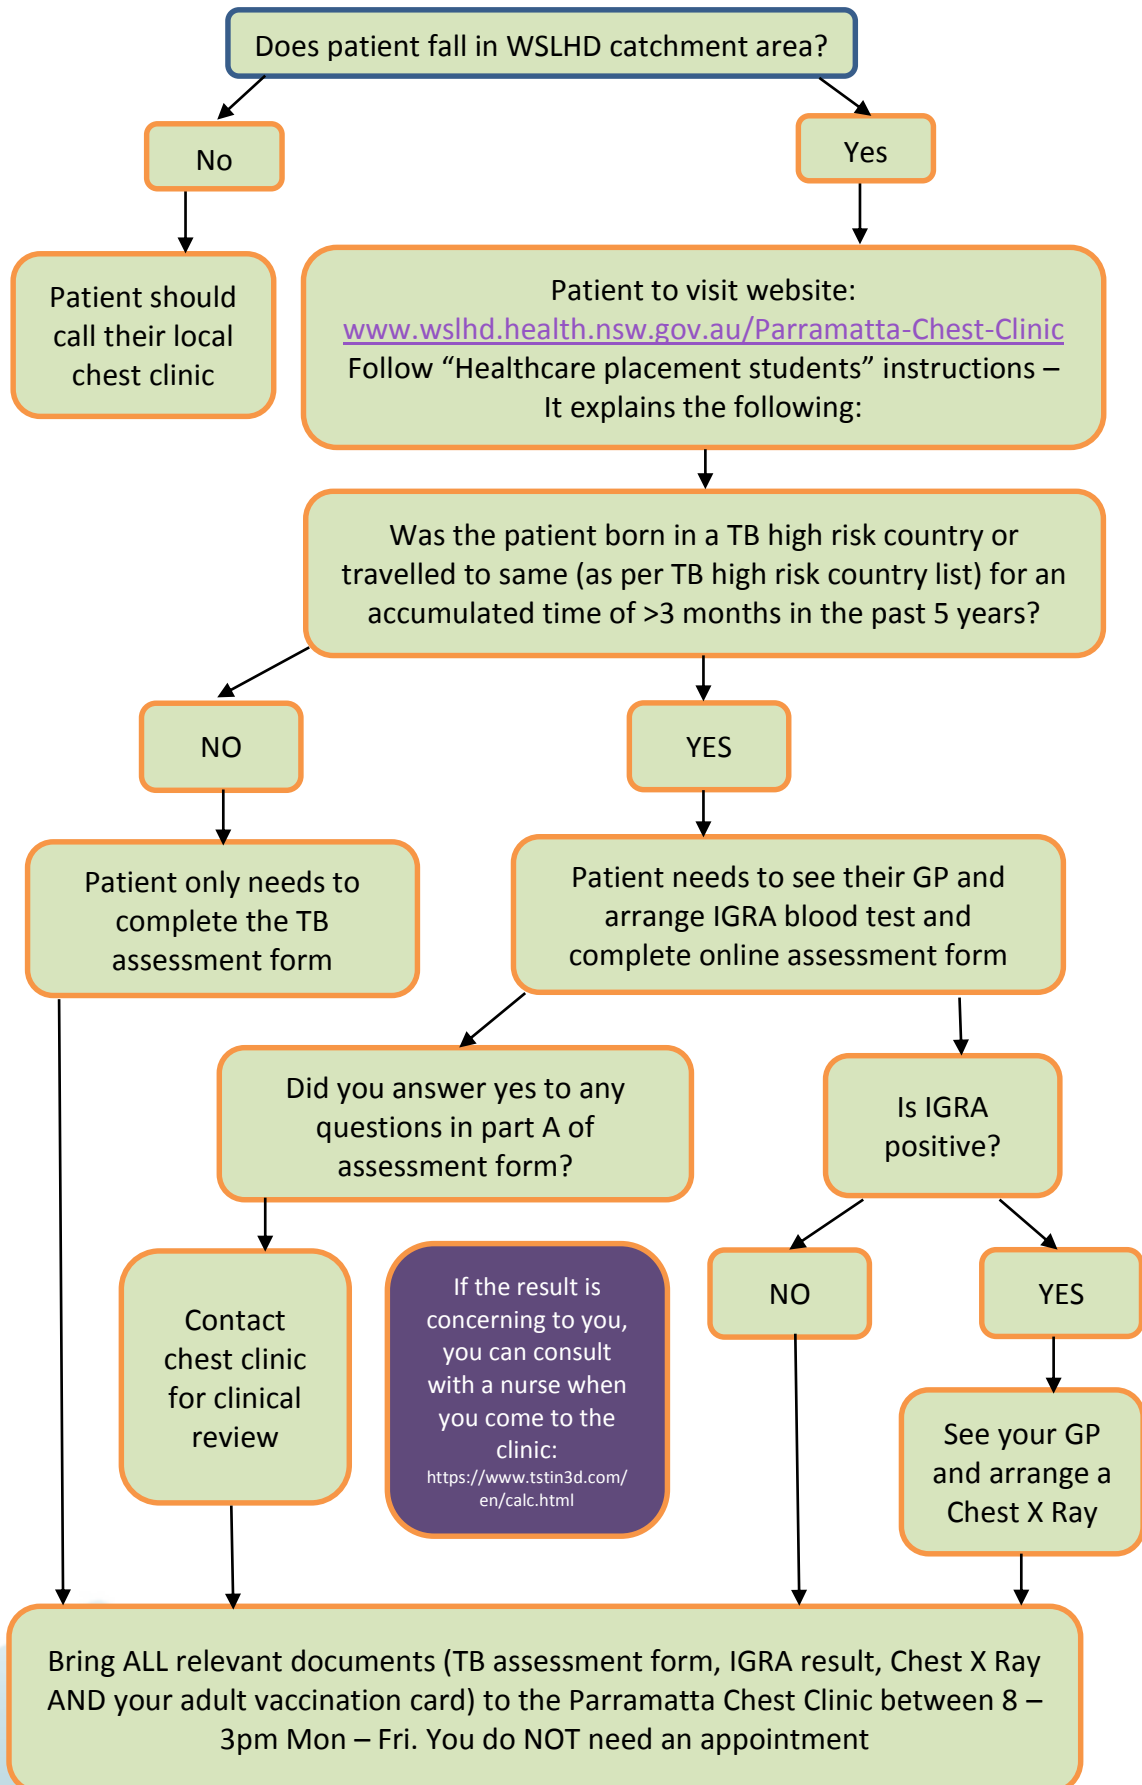 Does patient fall in WSLHD catchment area?
No
Yes
Patient should
call their local
chest clinic
Patient to visit website:
www.wslhd.health.nsw.gov.au/Parramatta-Chest-Clinic
Follow “Healthcare placement students” instructions –
It explains the following:
Was the patient born in a TB high risk country or
travelled to same (as per TB high risk country list) for an
accumulated time of >3 months in the past 5 years?
NO
YES
Patient only needs to
complete the TB
assessment form
Patient needs to see their GP and
arrange IGRA blood test and
complete online assessment form
Did you answer yes to any
questions in part A of
assessment form?
Is IGRA
positive?
Contact
chest clinic
for clinical
review
If the result is
concerning to you,
you can consult
with a nurse when
you come to the
clinic:
https://www.tstin3d.com/
en/calc.html
NO
YES
See your GP
and arrange a
Chest X Ray
Bring ALL relevant documents (TB assessment form, IGRA result, Chest X Ray
AND your adult vaccination card) to the Parramatta Chest Clinic between 8 –
3pm Mon – Fri. You do NOT need an appointment